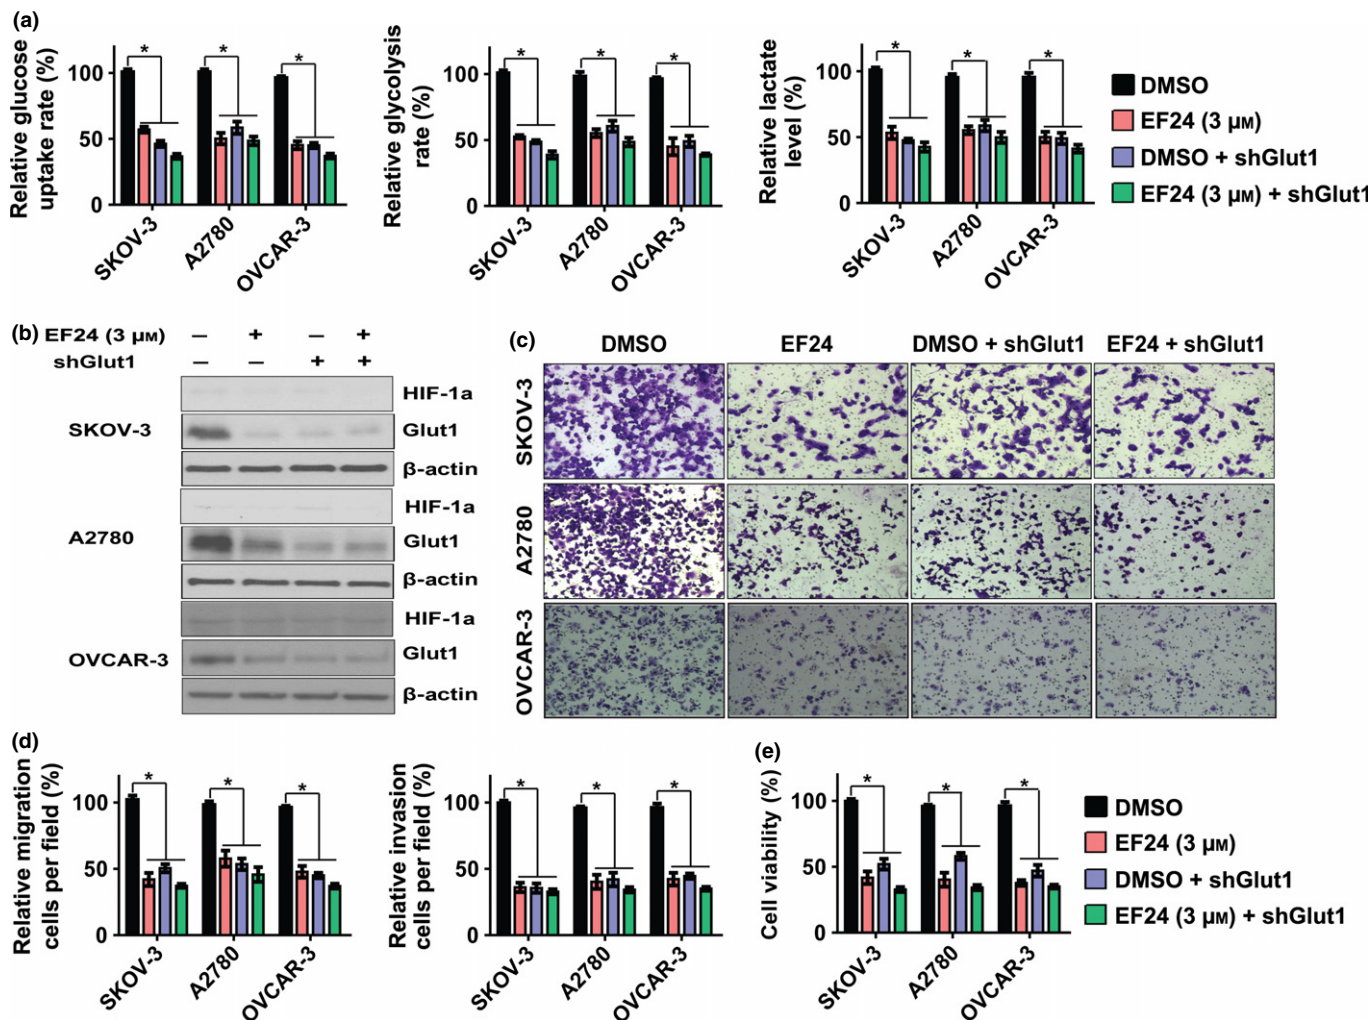 (a)
Relative glucose
uptake rate (%)
100
50
0
*
*
*
SKOV-3
A2780
OVCAR-3
Relative glycolysis
rate (%)
100
50
0
*
*
*
SKOV-3
A2780
OVCAR-3
Relative lactate
level (%)
100
50
0
*
*
*
SKOV-3
A2780
OVCAR-3
DMSO
EF24 (3 μM)
DMSO + shGlut1
EF24 (3 μM) + shGlut1
(b)
EF24 (3 μM) – + – +
shGlut1 – – + +
SKOV-3
HIF-1a
Glut1
β-actin
A2780
HIF-1a
Glut1
β-actin
OVCAR-3
HIF-1a
Glut1
β-actin
(c)
DMSO EF24 DMSO + shGlut1 EF24 + shGlut1
SKOV-3
A2780
OVCAR-3
(d)
Relative migration
cells per field (%)
100
50
0
*
*
*
SKOV-3
A2780
OVCAR-3
Relative invasion
cells per field (%)
100
50
0
*
*
*
SKOV-3
A2780
OVCAR-3
(e)
Cell viability (%)
100
50
0
*
*
*
SKOV-3
A2780
OVCAR-3
DMSO
EF24 (3 μM)
DMSO + shGlut1
EF24 (3 μM) + shGlut1